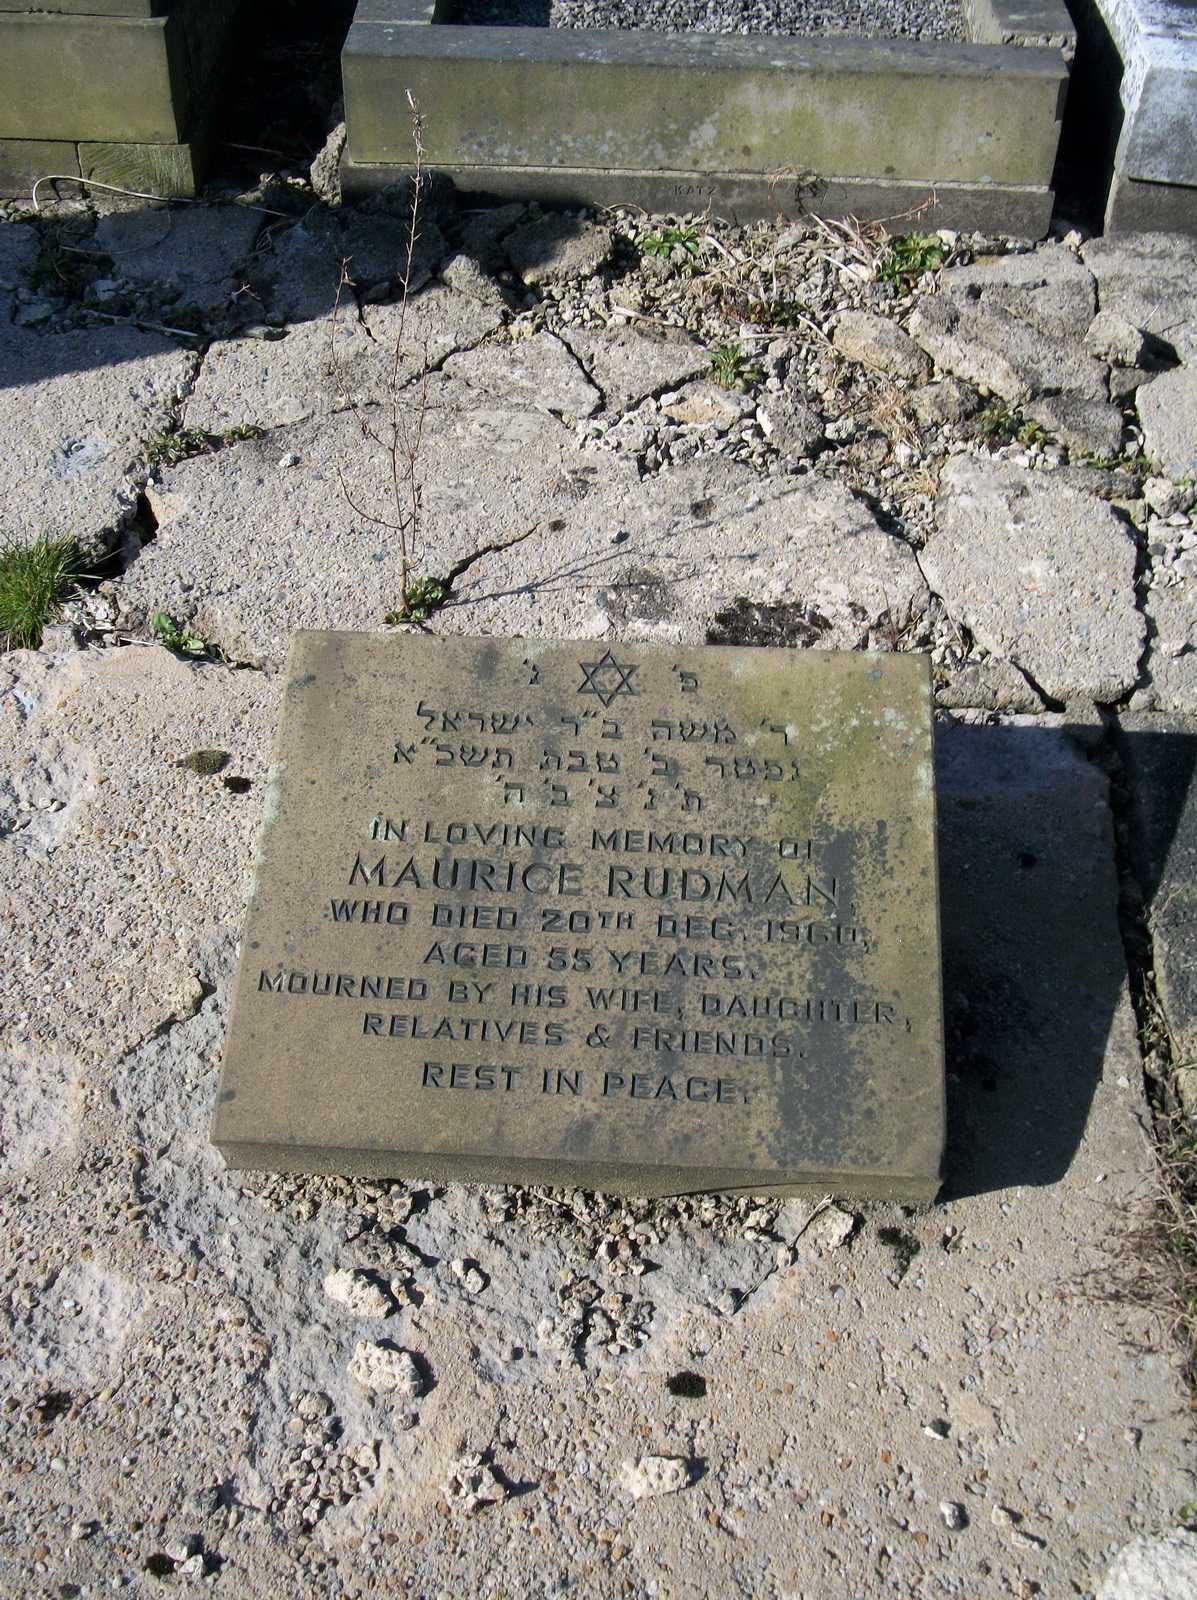 KATZ
פ׳ נ׳
ר׳ משה ב״ר ישראל
נפטר ב׳ טבת תשכ״א
ת׳ נ׳ צ׳ ב׳ ה׳
IN LOVING MEMORY OF
MAURICE RUDMAN
WHO DIED 20TH DEC. 1960,
AGED 55 YEARS.
MOURNED BY HIS WIFE, DAUGHTER,
RELATIVES & FRIENDS.
REST IN PEACE.